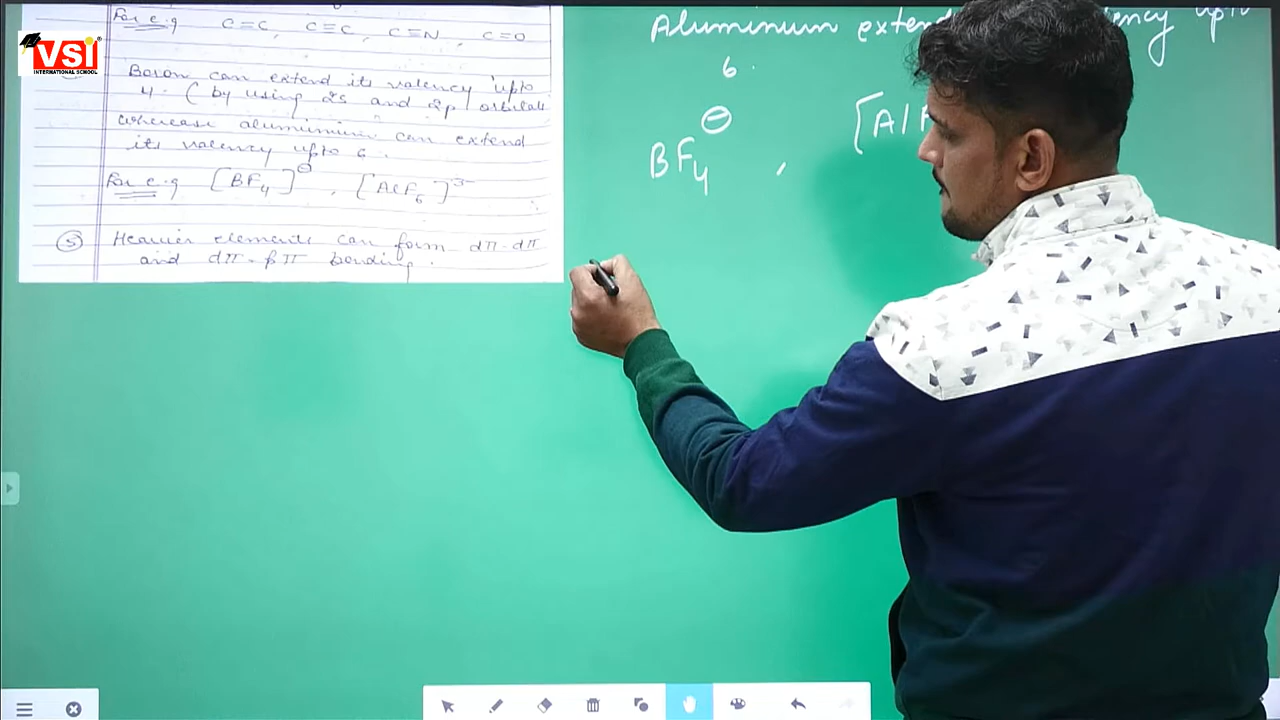 VSI
INTERNATIONAL SCHOOL
For e.g C=C, C≡C, C≡N, C=O
Boron can extend its valency upto
4. ( by using 2s and 2p orbitals
whereas alumunium can extend
its valency upto 6.
For e.g [BF4]⊖, [AlF6]3-
5 Heavier elements can form dπ-dπ
and dπ-pπ bonding.
Aluminum upto
6.
BF4⊖ , [Al